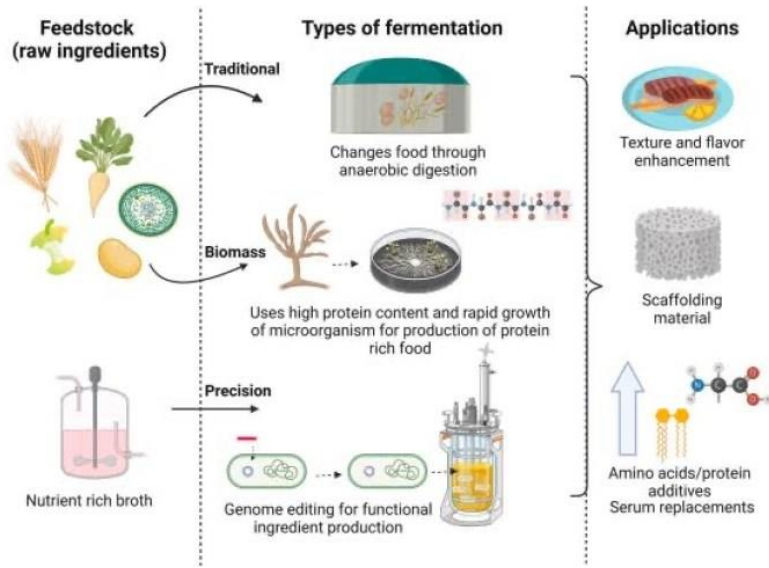 Feedstock
(raw ingredients)
Types of fermentation
Applications
Traditional
Changes food through
anaerobic digestion
Texture and flavor
enhancement
Biomass
Uses high protein content and rapid growth
of microorganism for production of protein
rich food
Scaffolding
material
Precision
Nutrient rich broth
Genome editing for functional
ingredient production
H
N
H
H
C
C
O
O
H
Amino acids/protein
additives
Serum replacements